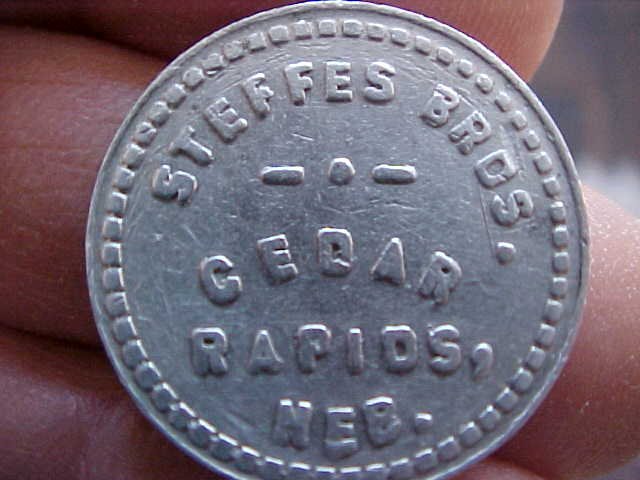 STEFFES BROS.
CEDAR
RAPIDS,
NEB.